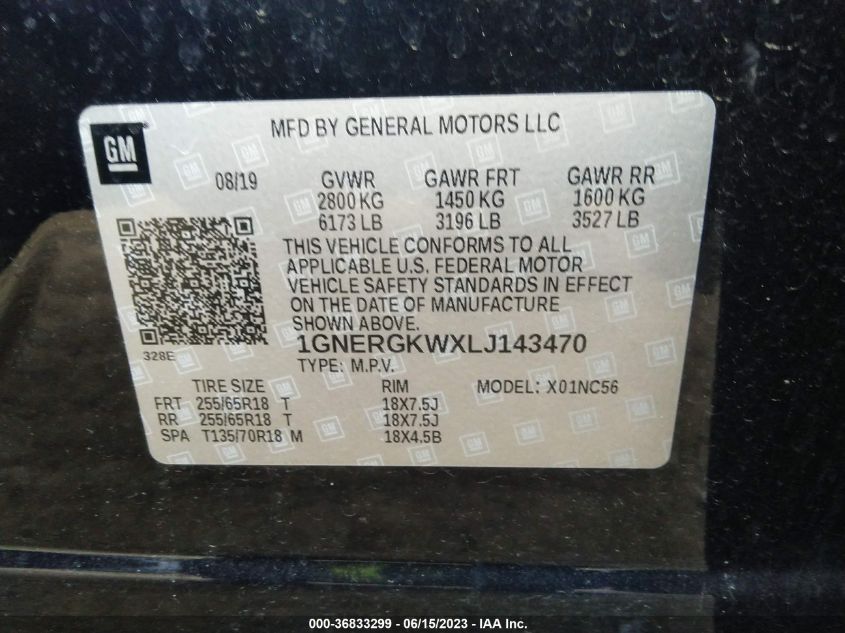 GM
MFD BY GENERAL MOTORS LLC
08/19 GVWR GAWR FRT GAWR RR
2800 KG 1450 KG 1600 KG
6173 LB 3196 LB 3527 LB
THIS VEHICLE CONFORMS TO ALL
APPLICABLE U.S. FEDERAL MOTOR
VEHICLE SAFETY STANDARDS IN EFFECT
ON THE DATE OF MANUFACTURE
SHOWN ABOVE.
328E
1GNERGKWXLJ143470
TYPE: M.P.V.
TIRE SIZE RIM MODEL: X01NC56
FRT 255/65R18 T 18X7.5J
RR 255/65R18 T 18X7.5J
SPA T135/70R18 M 18X4.5B
000-36833299 - 06/15/2023 - IAA Inc.